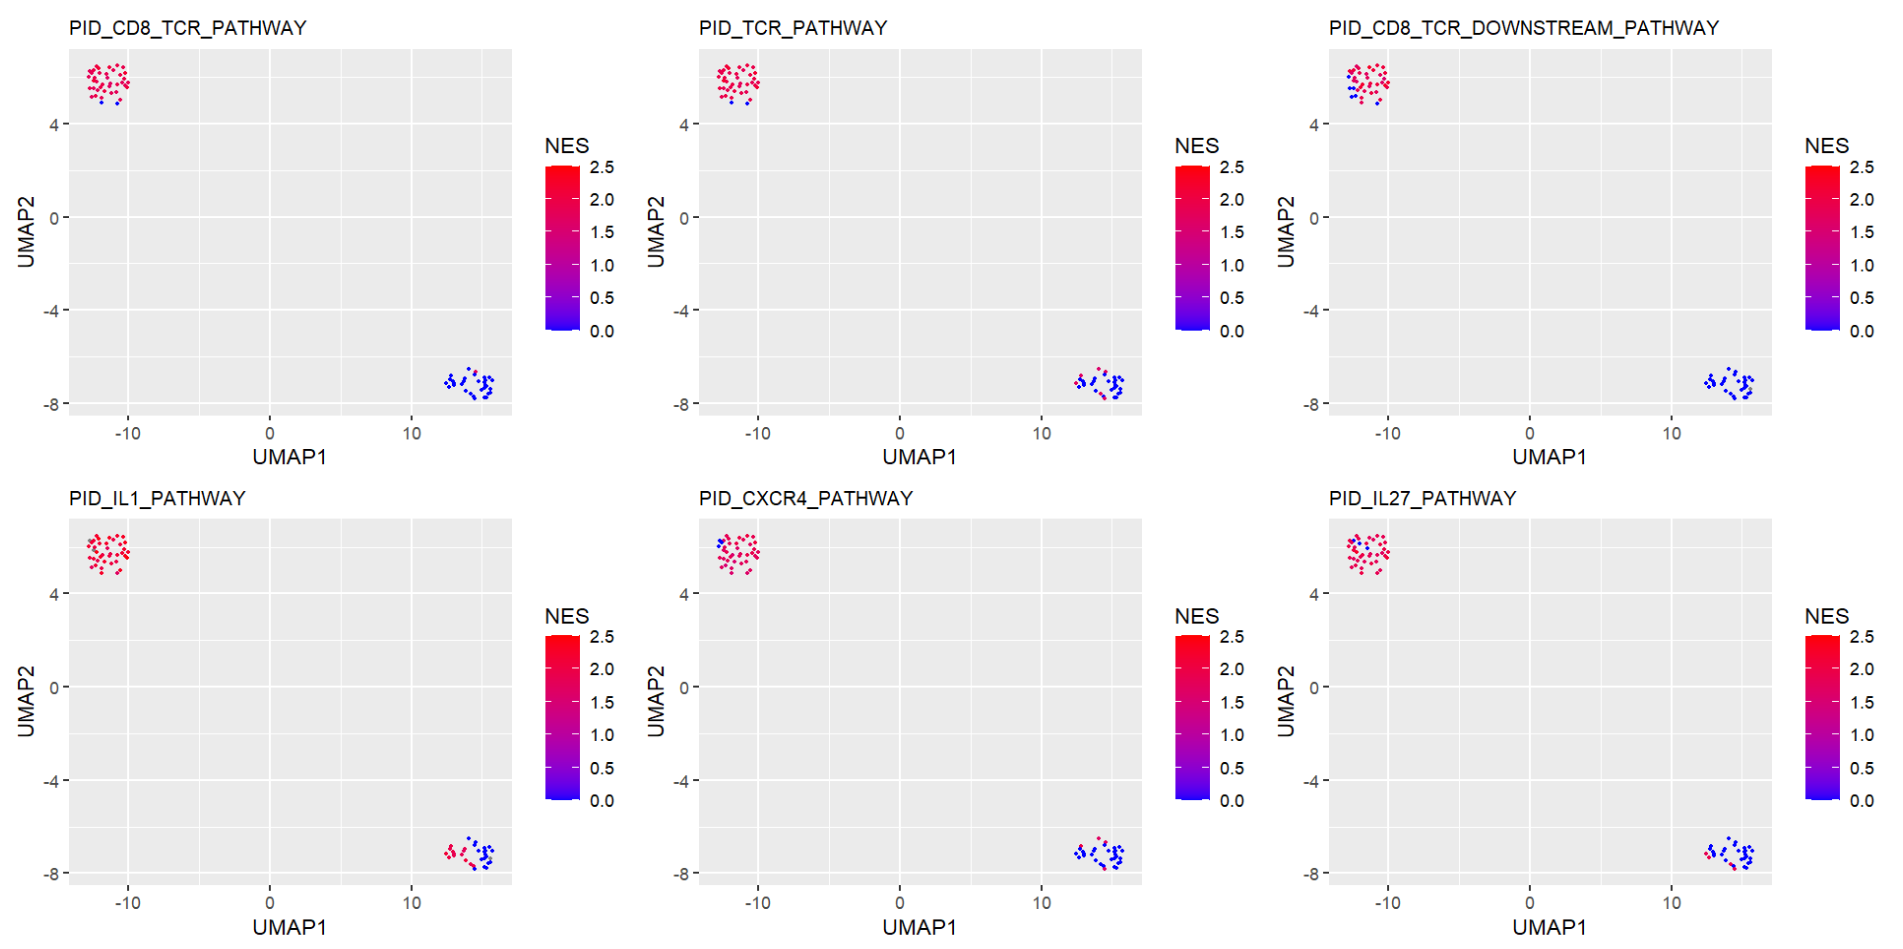 PID_CD8_TCR_PATHWAY
4
0
-4
-8
UMAP2
-10 0 10
UMAP1
NES
2.5
2.0
1.5
1.0
0.5
0.0
PID_TCR_PATHWAY
4
0
-4
-8
UMAP2
-10 0 10
UMAP1
NES
2.5
2.0
1.5
1.0
0.5
0.0
PID_CD8_TCR_DOWNSTREAM_PATHWAY
4
0
-4
-8
UMAP2
-10 0 10
UMAP1
NES
2.5
2.0
1.5
1.0
0.5
0.0
PID_IL1_PATHWAY
4
0
-4
-8
UMAP2
-10 0 10
UMAP1
NES
2.5
2.0
1.5
1.0
0.5
0.0
PID_CXCR4_PATHWAY
4
0
-4
-8
UMAP2
-10 0 10
UMAP1
NES
2.5
2.0
1.5
1.0
0.5
0.0
PID_IL27_PATHWAY
4
0
-4
-8
UMAP2
-10 0 10
UMAP1
NES
2.5
2.0
1.5
1.0
0.5
0.0